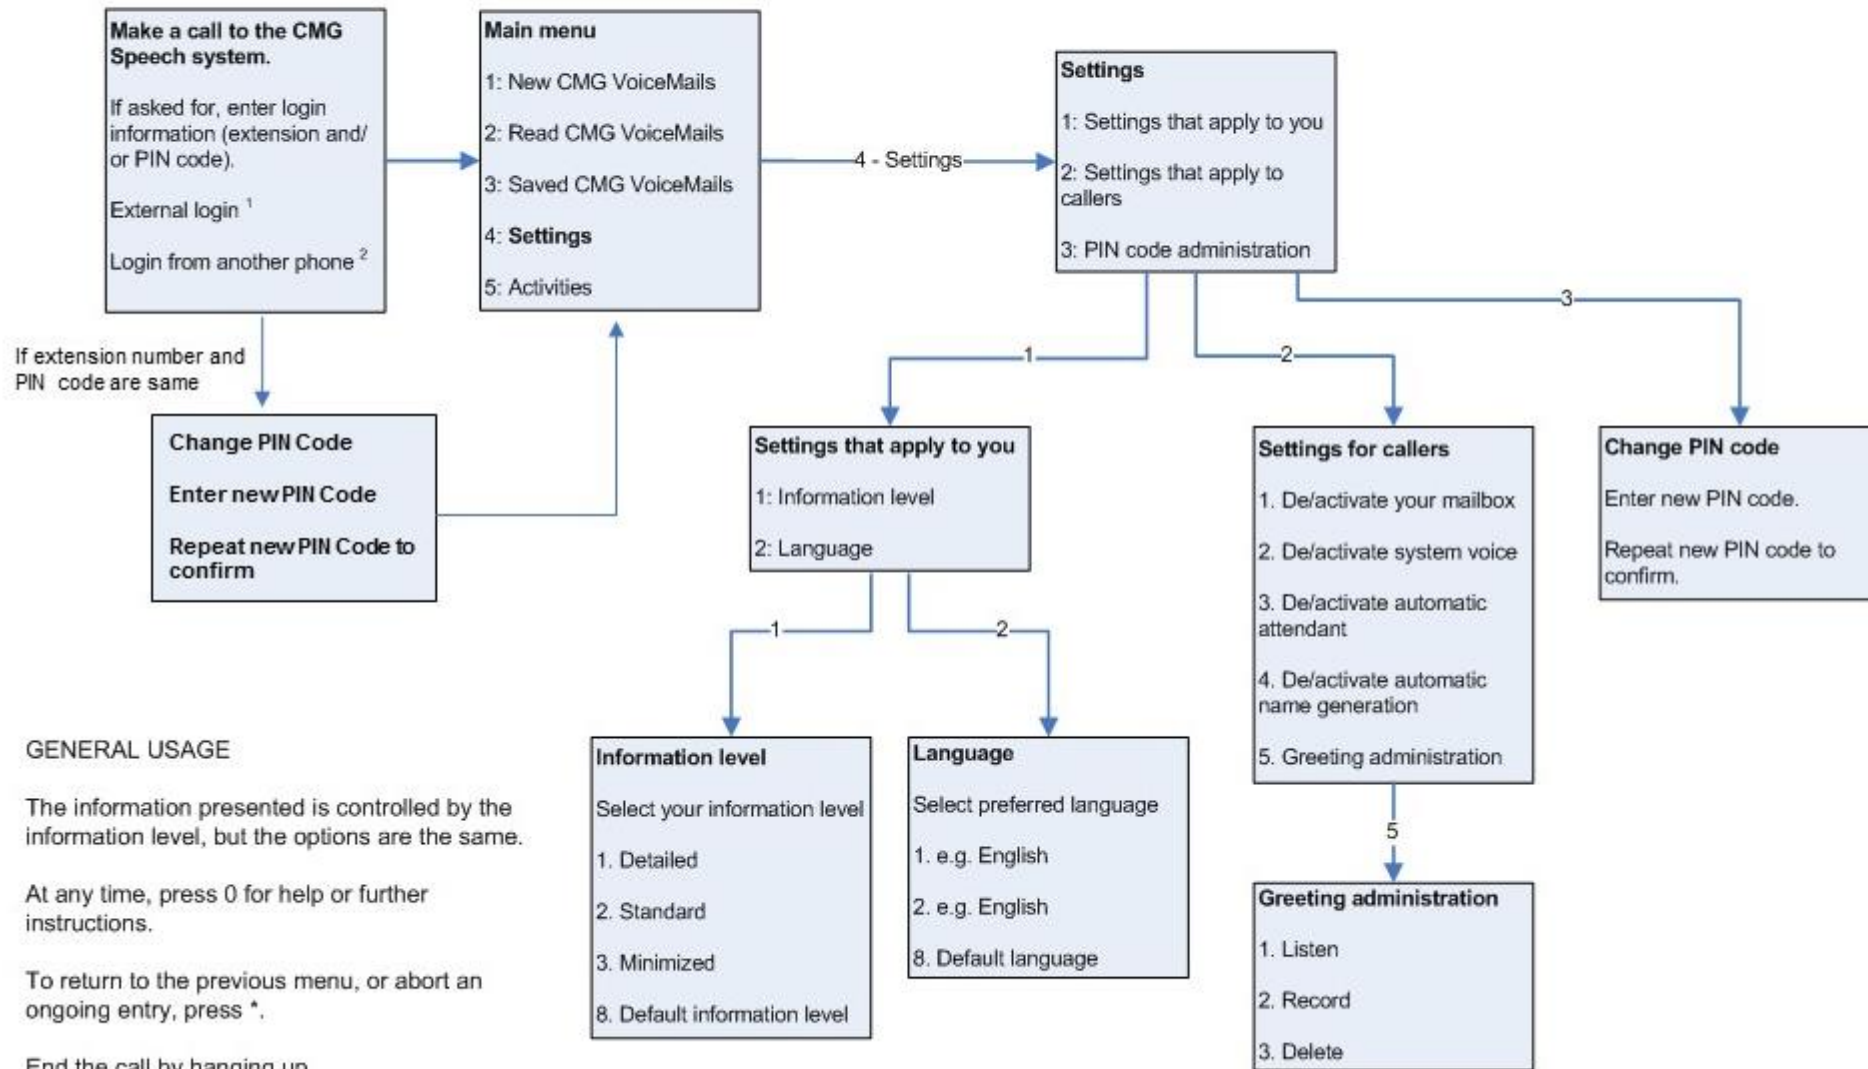 Make a call to the CMG
Speech system.
If asked for, enter login
information (extension and/
or PIN code).
External login 1
Login from another phone 2
Main menu
1: New CMG VoiceMails
2: Read CMG VoiceMails
3: Saved CMG VoiceMails
4: Settings
5: Activities
4 - Settings
Settings
1: Settings that apply to you
2: Settings that apply to
callers
3: PIN code administration
If extension number and
PIN code are same
Change PIN Code
Enter new PIN Code
Repeat new PIN Code to
confirm
1
2
3
Settings that apply to you
1: Information level
2: Language
Settings for callers
1. De/activate your mailbox
2. De/activate system voice
3. De/activate automatic
attendant
4. De/activate automatic
name generation
5. Greeting administration
Change PIN code
Enter new PIN code.
Repeat new PIN code to
confirm.
1
2
Information level
Select your information level
1. Detailed
2. Standard
3. Minimized
8. Default information level
Language
Select preferred language
1. e.g. English
2. e.g. English
8. Default language
5
Greeting administration
1. Listen
2. Record
3. Delete
GENERAL USAGE
The information presented is controlled by the
information level, but the options are the same.
At any time, press 0 for help or further
instructions.
To return to the previous menu, or abort an
ongoing entry, press *.
End the call by hanging up